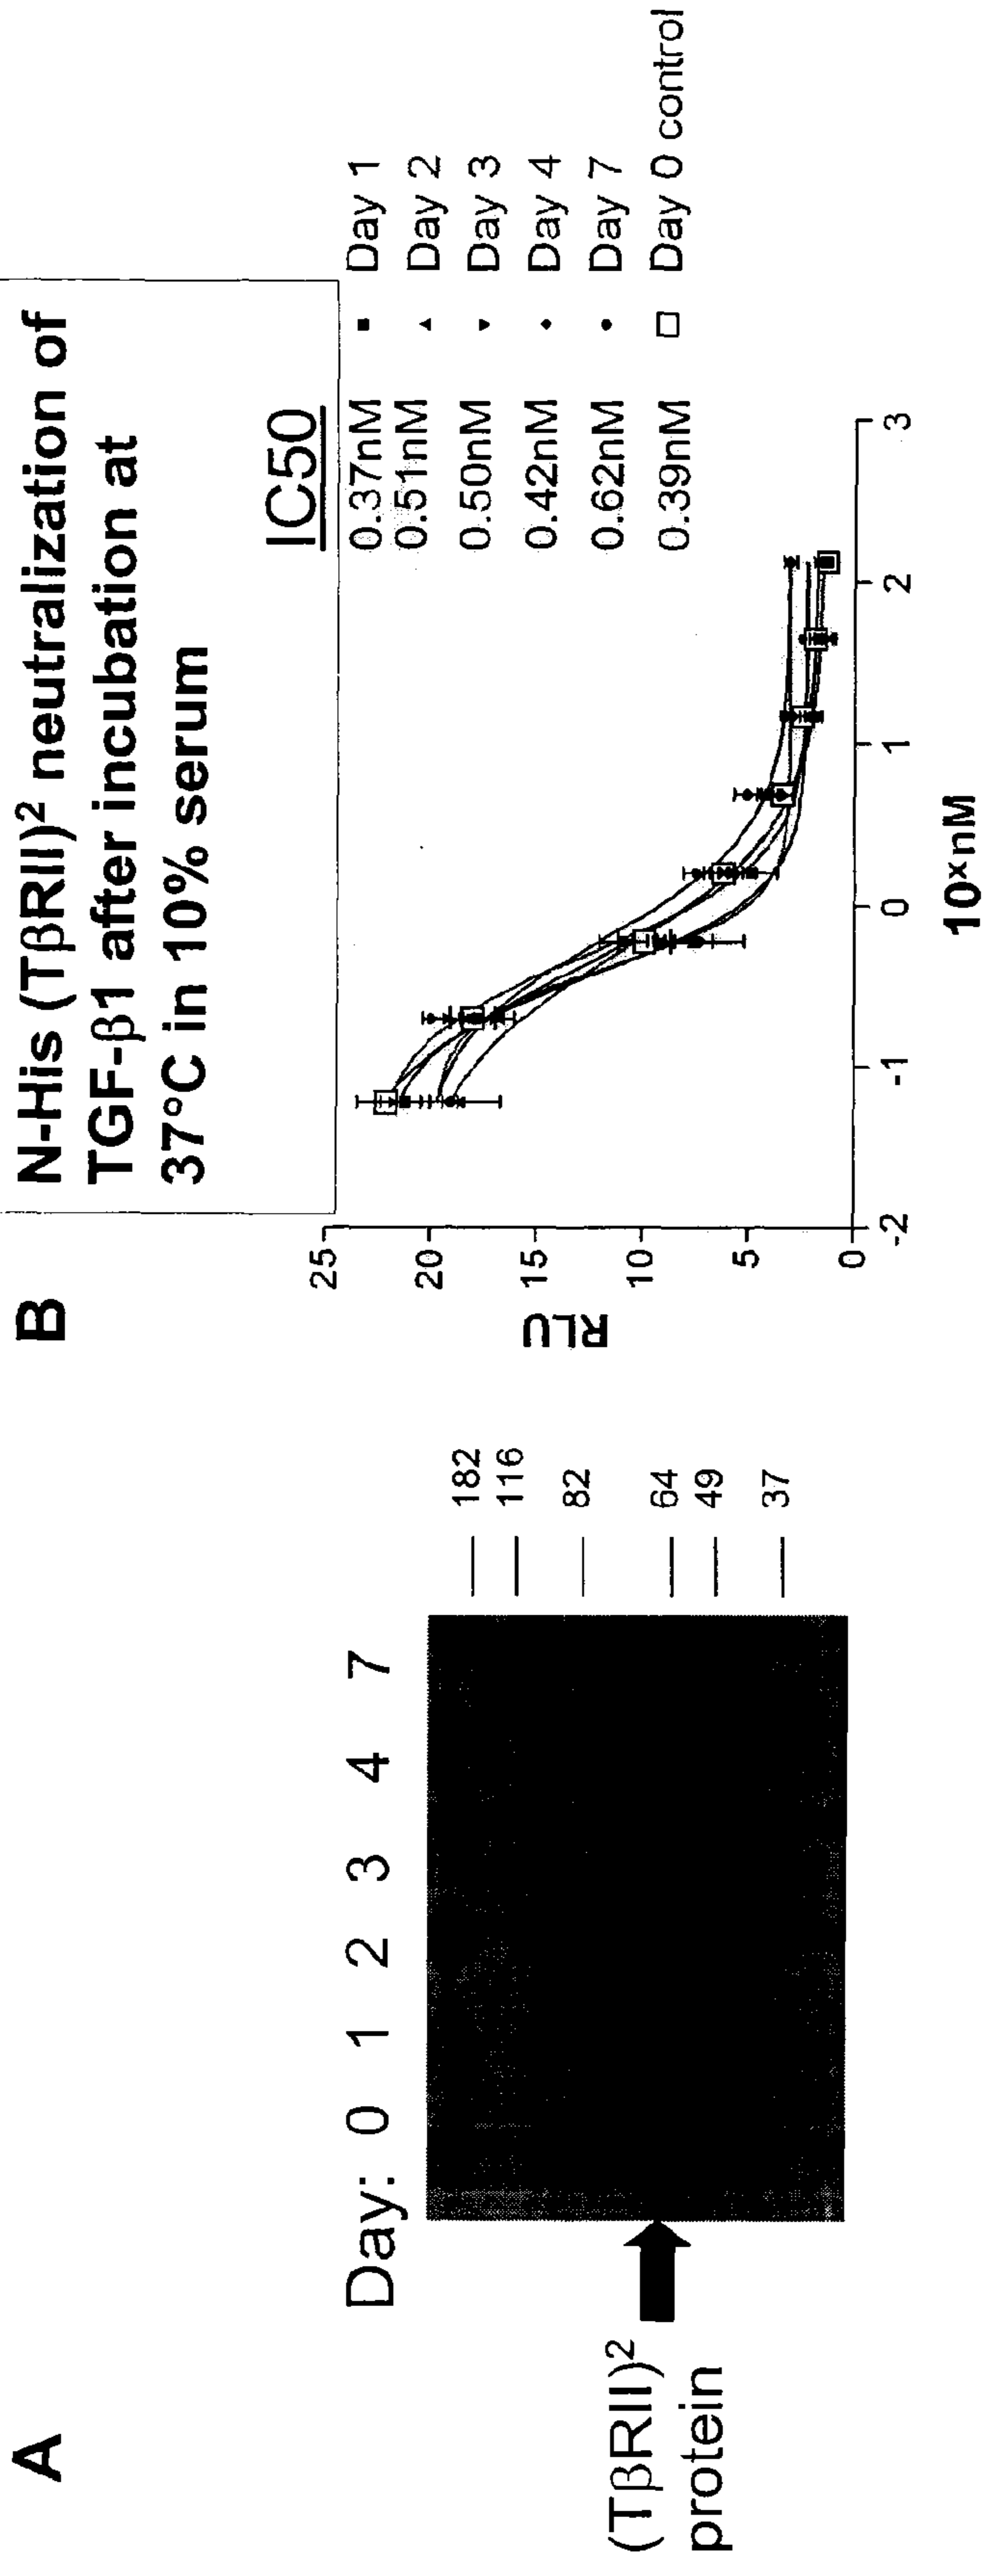 A
Day: 0 1 2 3 4 7
(TβRII)²
protein
182
116
82
64
49
37
B
N-His (TβRII)² neutralization of
TGF-β1 after incubation at
37°C in 10% serum
IC50
0.37nM ■ Day 1
0.51nM ▲ Day 2
0.50nM ▼ Day 3
0.42nM ◆ Day 4
0.62nM ● Day 7
0.39nM □ Day 0 control
RLU
25
20
15
10
5
0
-2 -1 0 1 2 3
10ˣnM